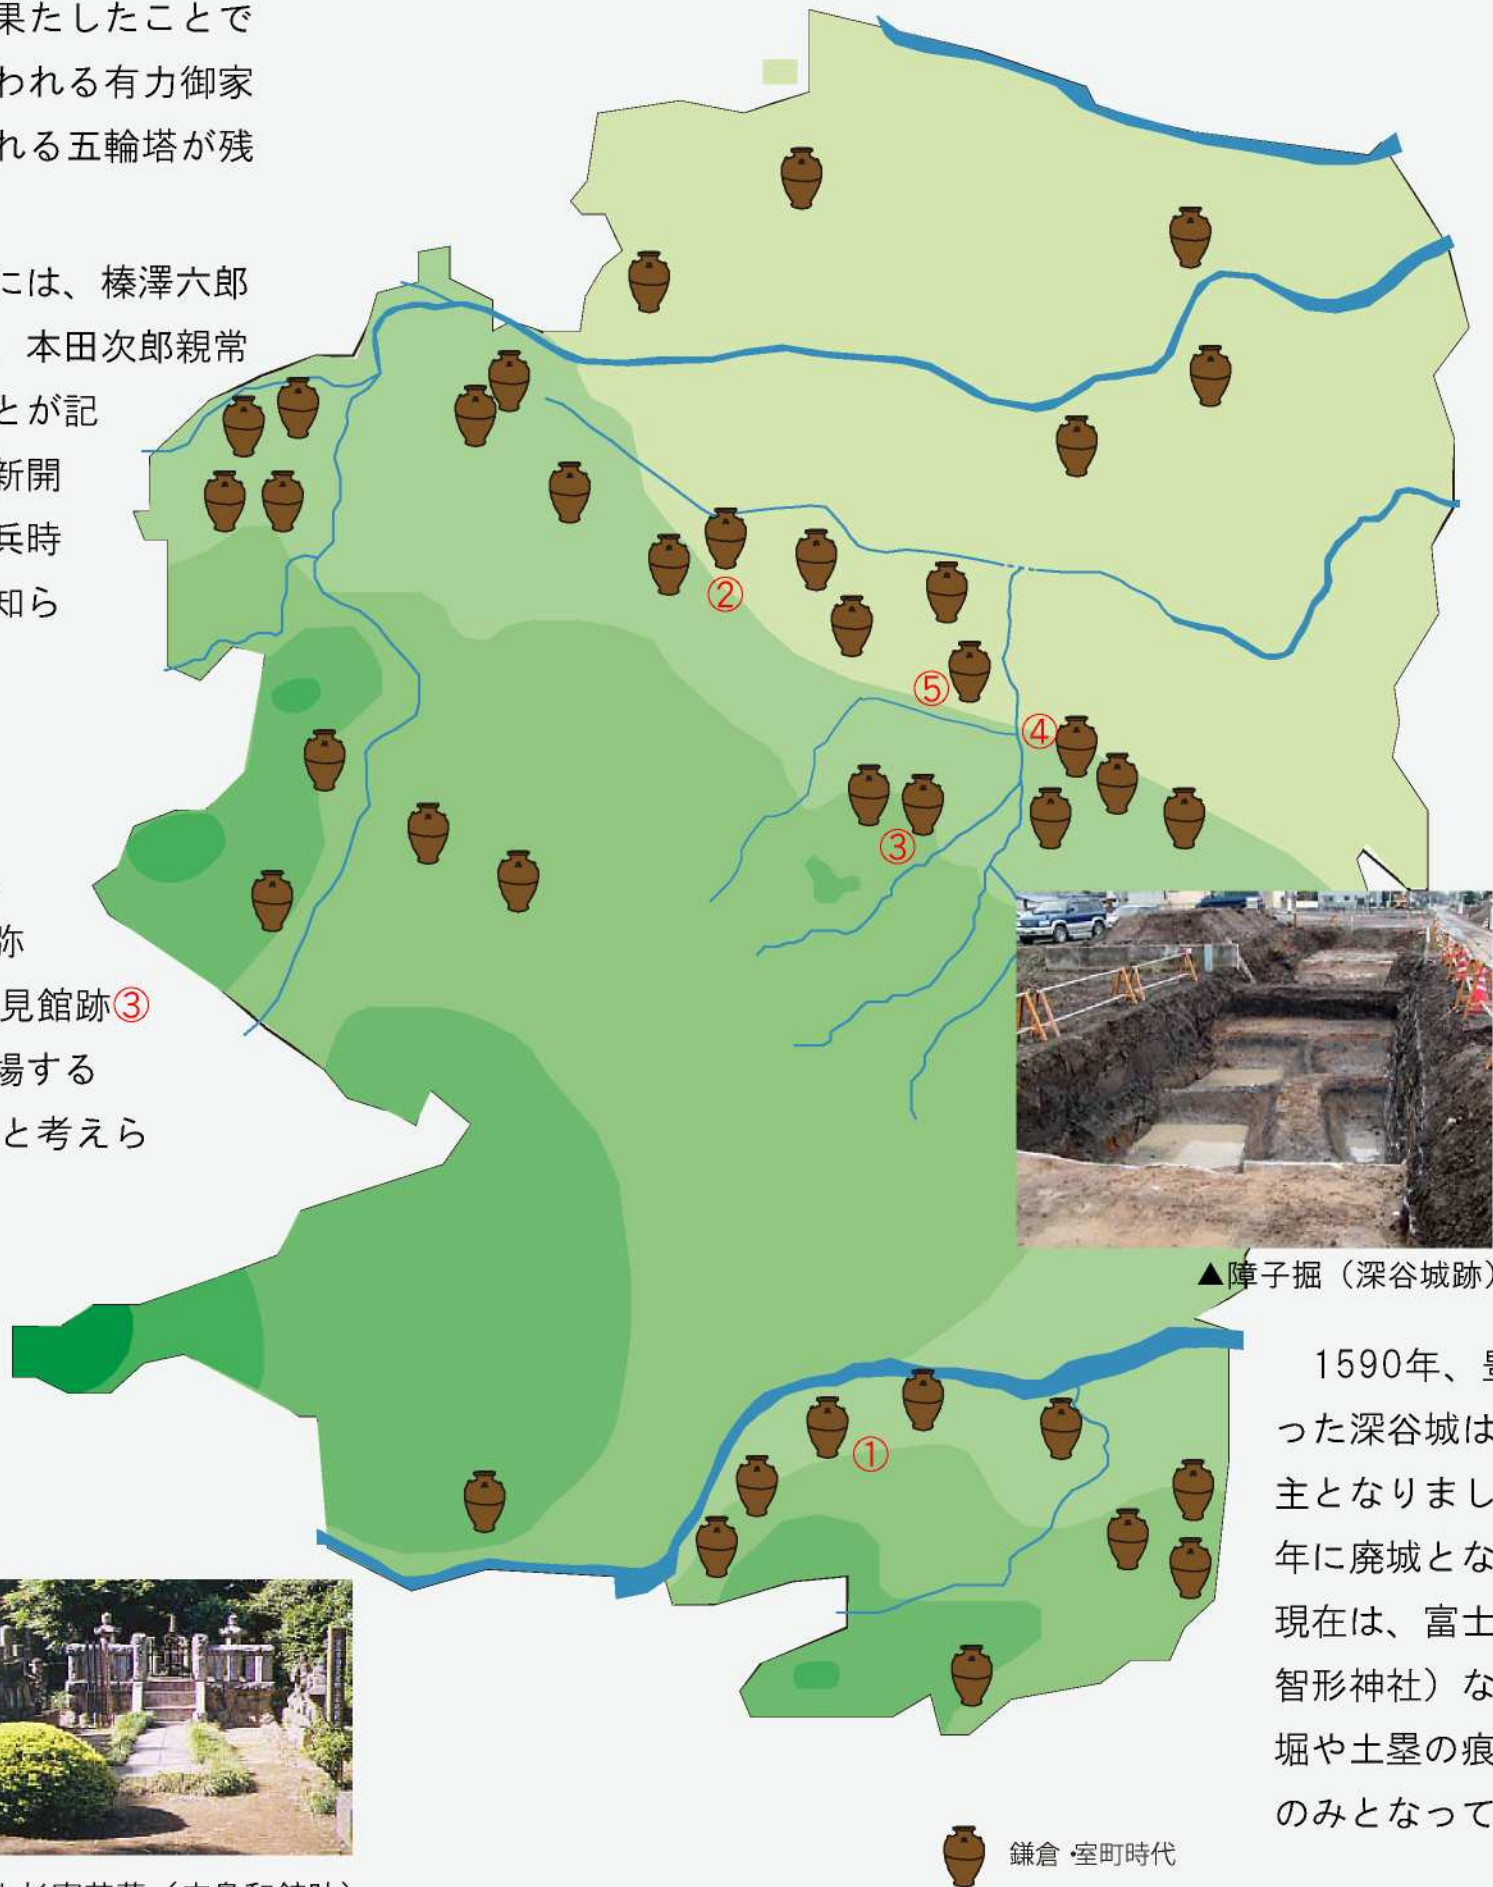 果たしたことで
われる有力御家
れる五輪塔が残
には、榛澤六郎
本田次郎親常
とが記
新開
兵時
知ら
弥
見館跡③
場する
と考えら
②
⑤
④
③
①
▲障子掘（深谷城跡）
1590年、豊
った深谷城は
主となりまし
年に廃城とな
現在は、富士
智形神社）な
堀や土塁の痕
のみとなって
鎌倉・室町時代